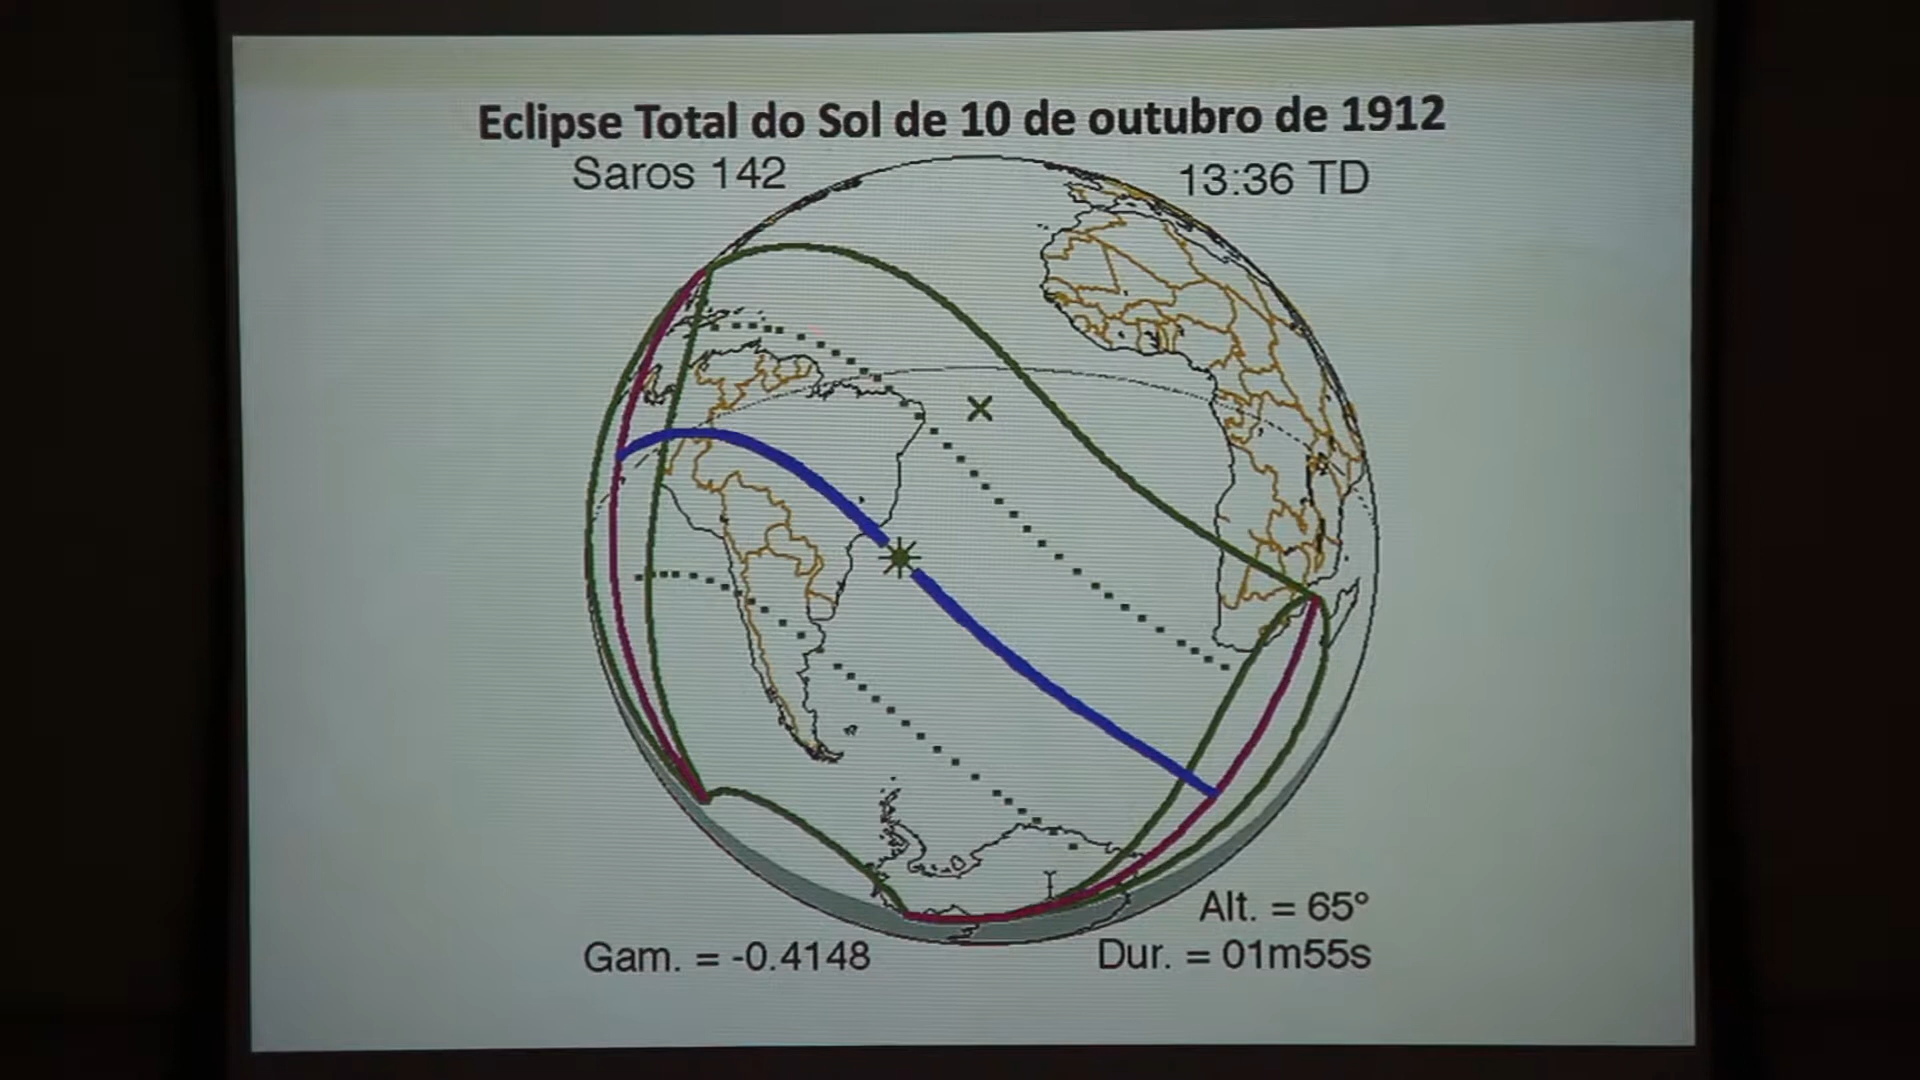 Eclipse Total do Sol de 10 de outubro de 1912
Saros 142
13:36 TD
Alt. = 65°
Gam. = -0.4148
Dur. = 01m55s